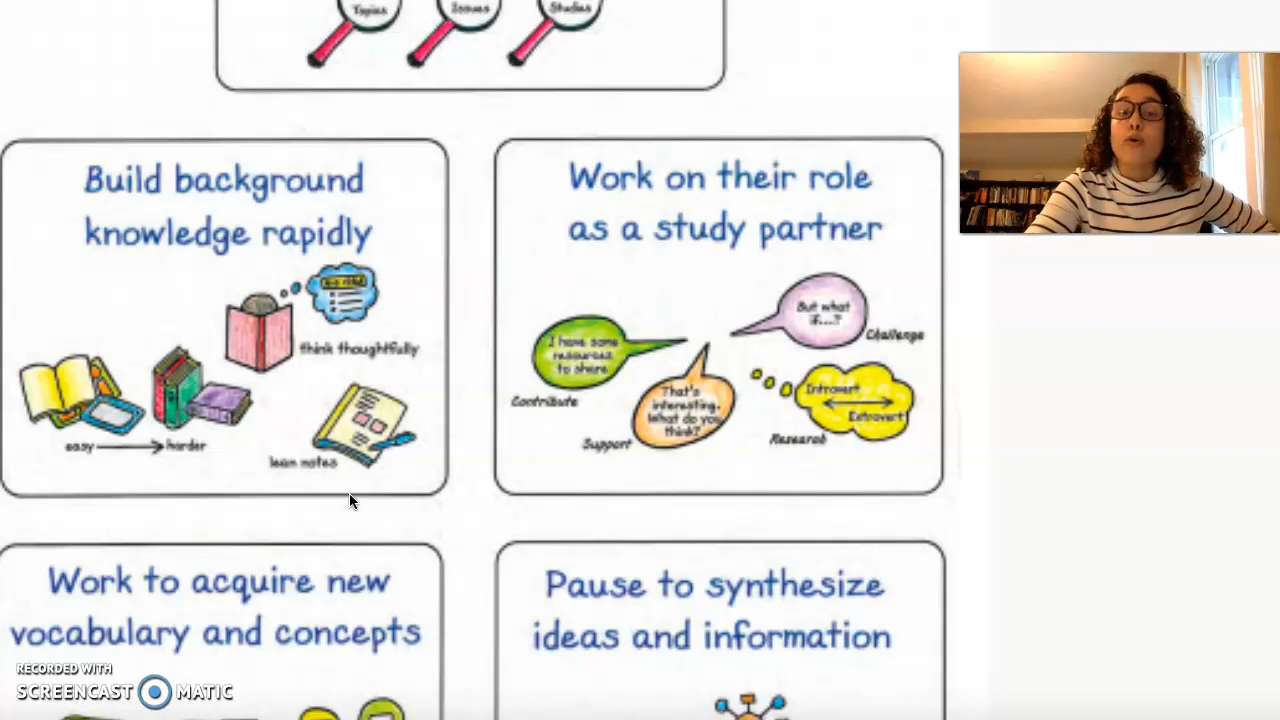 Topics
Issues
Studies
Build background
knowledge rapidly
think thoughtfully
easy
harder
lean notes
Work on their role
as a study partner
But what
if...?
Challenge
I have some
resources
to share
Contribute
That's
interesting.
What do you
think?
Support
Introvert
Extrovert
Research
Work to acquire new
vocabulary and concepts
Pause to synthesize
ideas and information
RECORDED WITH
SCREENCAST MATIC